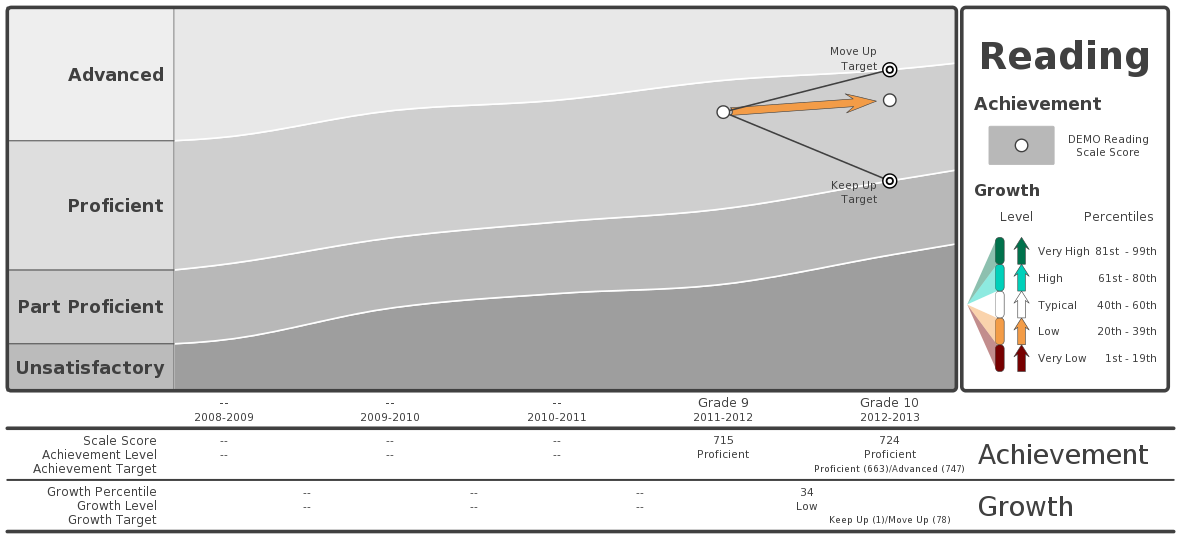 Advanced
Proficient
Part Proficient
Unsatisfactory
Move Up
Target
Keep Up
Target
Reading
Achievement
DEMO Reading
Scale Score
Growth
Level Percentiles
Very High 81st - 99th
High 61st - 80th
Typical 40th - 60th
Low 20th - 39th
Very Low 1st - 19th
-- -- -- Grade 9 Grade 10
2008-2009 2009-2010 2010-2011 2011-2012 2012-2013
Scale Score -- -- -- 715 724
Achievement Level -- -- -- Proficient Proficient
Achievement Target Proficient (663)/Advanced (747)
Achievement
Growth Percentile -- -- -- 34
Growth Level -- -- -- Low
Growth Target Keep Up (1)/Move Up (78)
Growth